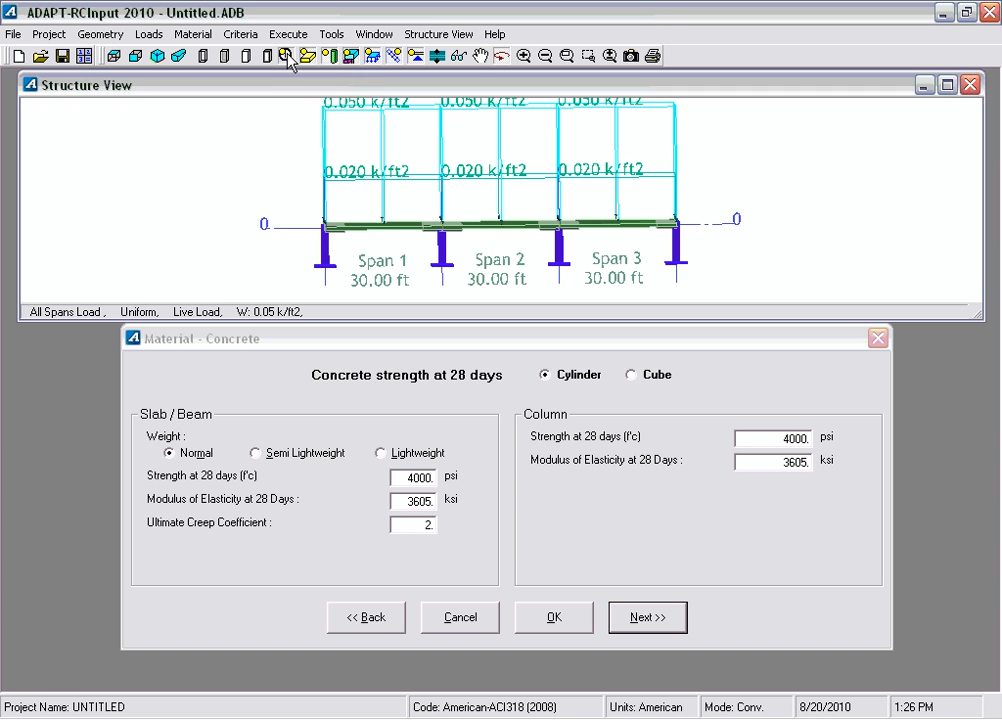 ADAPT-RCInput 2010 - Untitled.ADB
File Project Geometry Loads Material Criteria Execute Tools Window Structure View Help
Structure View
0.050 k/ft2 0.050 k/ft2 0.050 k/ft2
0.020 k/ft2 0.020 k/ft2 0.020 k/ft2
0 0
Span 1 Span 2 Span 3
30.00 ft 30.00 ft 30.00 ft
All Spans Load , Uniform, Live Load, W: 0.05 k/ft2,
Material - Concrete
Concrete strength at 28 days Cylinder Cube
Slab / Beam
Weight :
Normal Semi Lightweight Lightweight
Strength at 28 days (f'c) 4000. psi
Modulus of Elasticity at 28 Days : 3605. ksi
Ultimate Creep Coefficient : 2.
Column
Strength at 28 days (f'c) 4000. psi
Modulus of Elasticity at 28 Days : 3605. ksi
<< Back Cancel OK Next >>
Project Name: UNTITLED Code: American-ACI318 (2008) Units: American Mode: Conv. 8/20/2010 1:26 PM